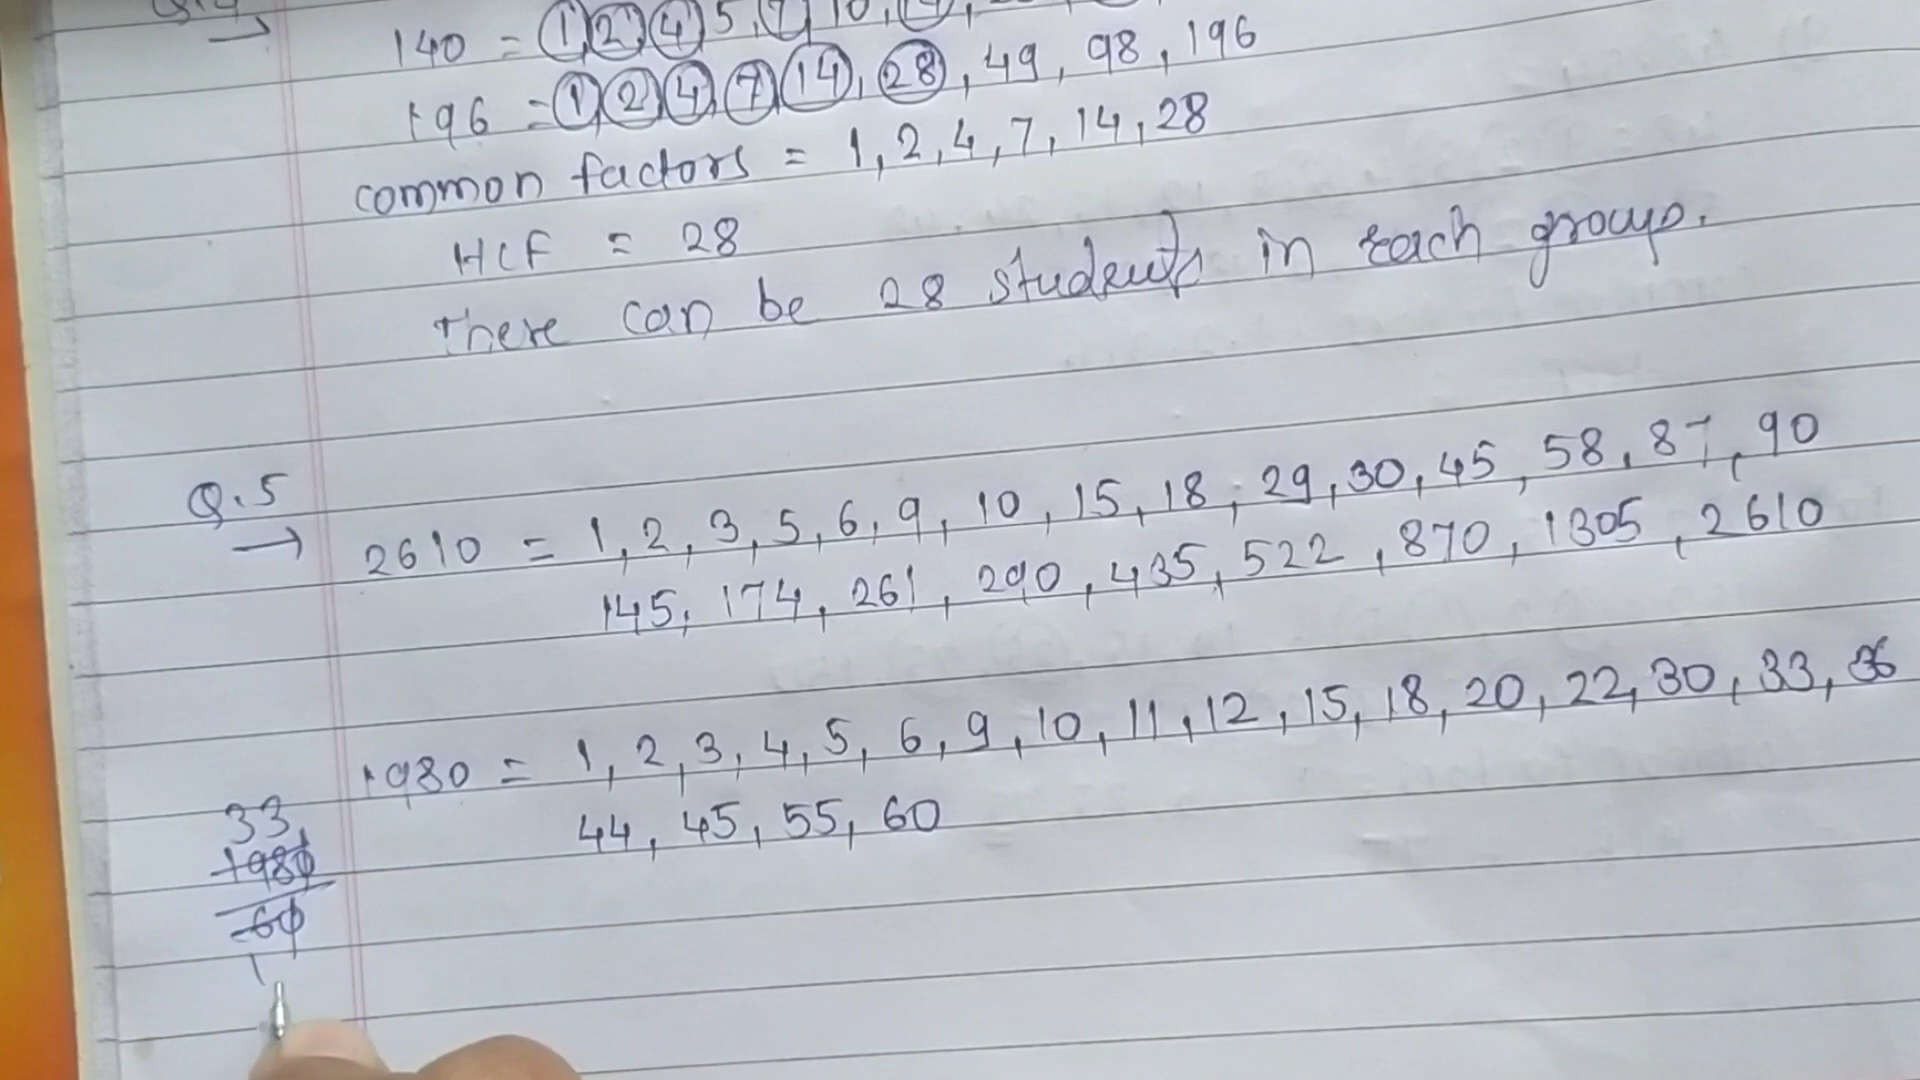 Q.4
140 = 1, 2, 4, 5, 7, 10, 14,
196 = 1, 2, 4, 7, 14, 28, 49, 98, 196
common factors = 1, 2, 4, 7, 14, 28
HCF = 28
There can be 28 students in each group.
Q.5
→ 2610 = 1, 2, 3, 5, 6, 9, 10, 15, 18, 29, 30, 45, 58, 87, 90
145, 174, 261, 290, 435, 522, 870, 1305, 2610
1980 = 1, 2, 3, 4, 5, 6, 9, 10, 11, 12, 15, 18, 20, 22, 30, 33, 36
44, 45, 55, 60
33
1980
60
1